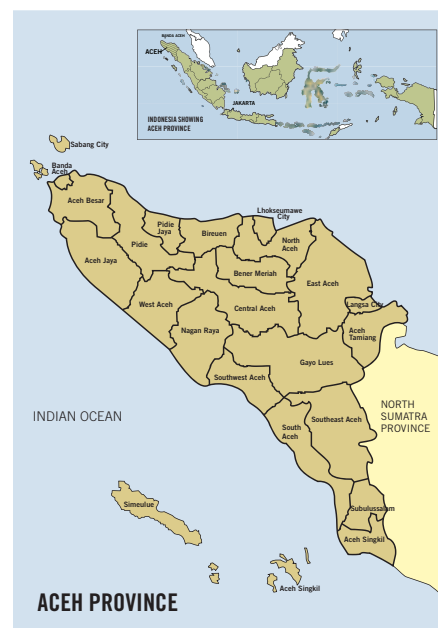 BANDA ACEH
ACEH
JAKARTA
INDONESIA SHOWING
ACEH PROVINCE
Sabang City
Banda
Aceh
Aceh Besar
Pidie
Jaya
Pidie
Bireuen
Lhokseumawe
City
North
Aceh
Aceh Jaya
Bener Meriah
East Aceh
West Aceh
Central Aceh
Langsa City
Nagan Raya
Aceh
Tamiang
Gayo Lues
Southwest Aceh
INDIAN OCEAN
South
Aceh
Southeast Aceh
NORTH
SUMATRA
PROVINCE
Simeulue
Subulussalam
Aceh Singkil
Aceh Singkil
ACEH PROVINCE